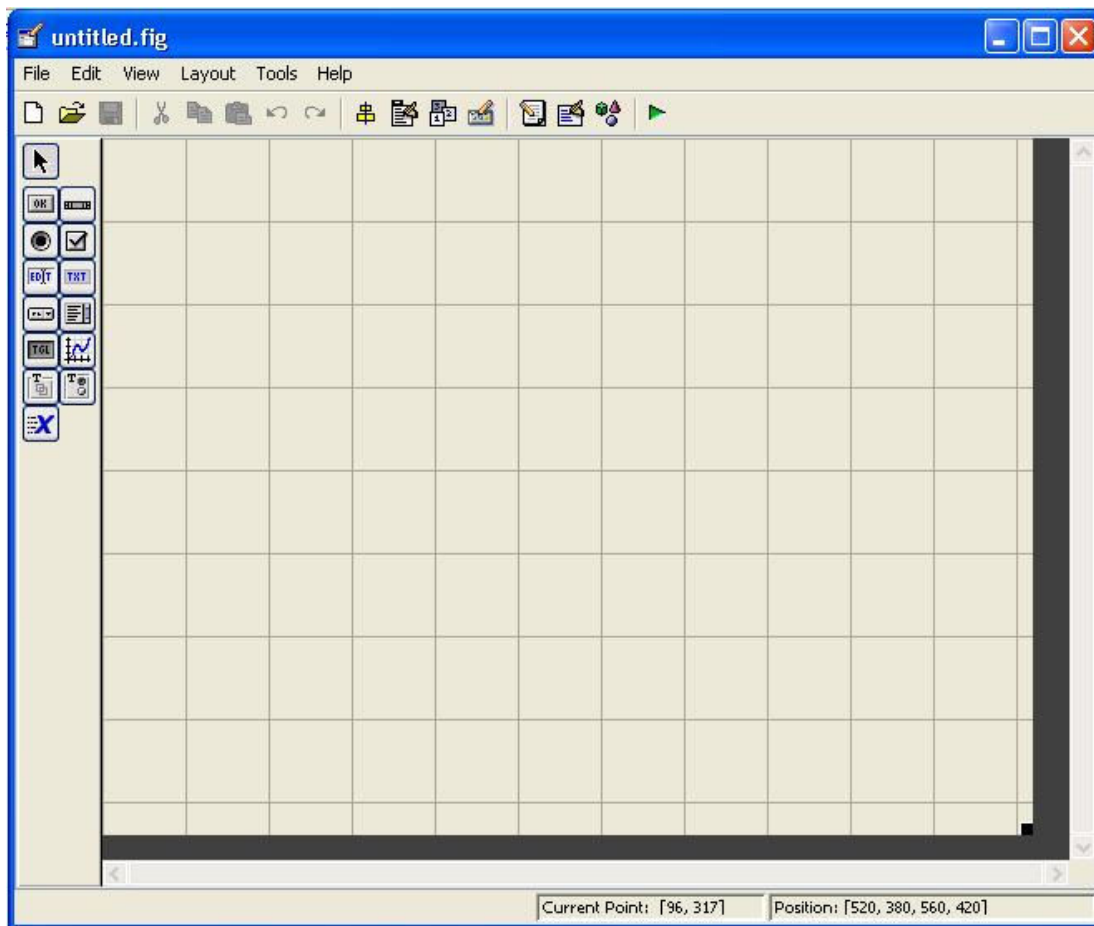 untitled.fig
File Edit View Layout Tools Help
OK
EDIT TXT
TGL
T T
X
Current Point: [96, 317] Position: [520, 380, 560, 420]